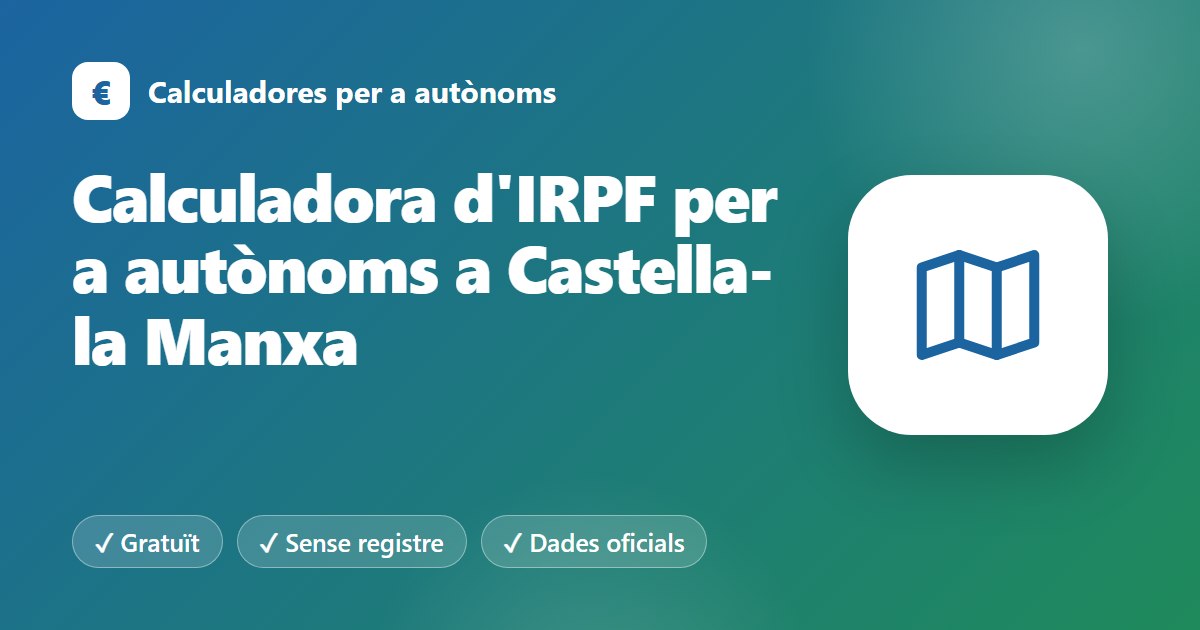 €
Calculadores per a autònoms
Calculadora d'IRPF per
a autònoms a Castella-
la Manxa
✓ Gratuït
✓ Sense registre
✓ Dades oficials